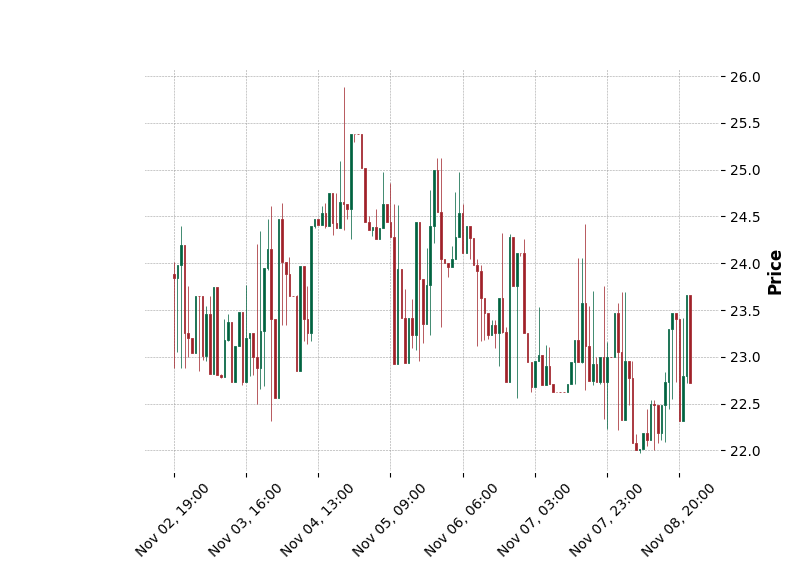 26.0
25.5
25.0
24.5
24.0
23.5
23.0
22.5
22.0
Price
Nov 02, 19:00
Nov 03, 16:00
Nov 04, 13:00
Nov 05, 09:00
Nov 06, 06:00
Nov 07, 03:00
Nov 07, 23:00
Nov 08, 20:00